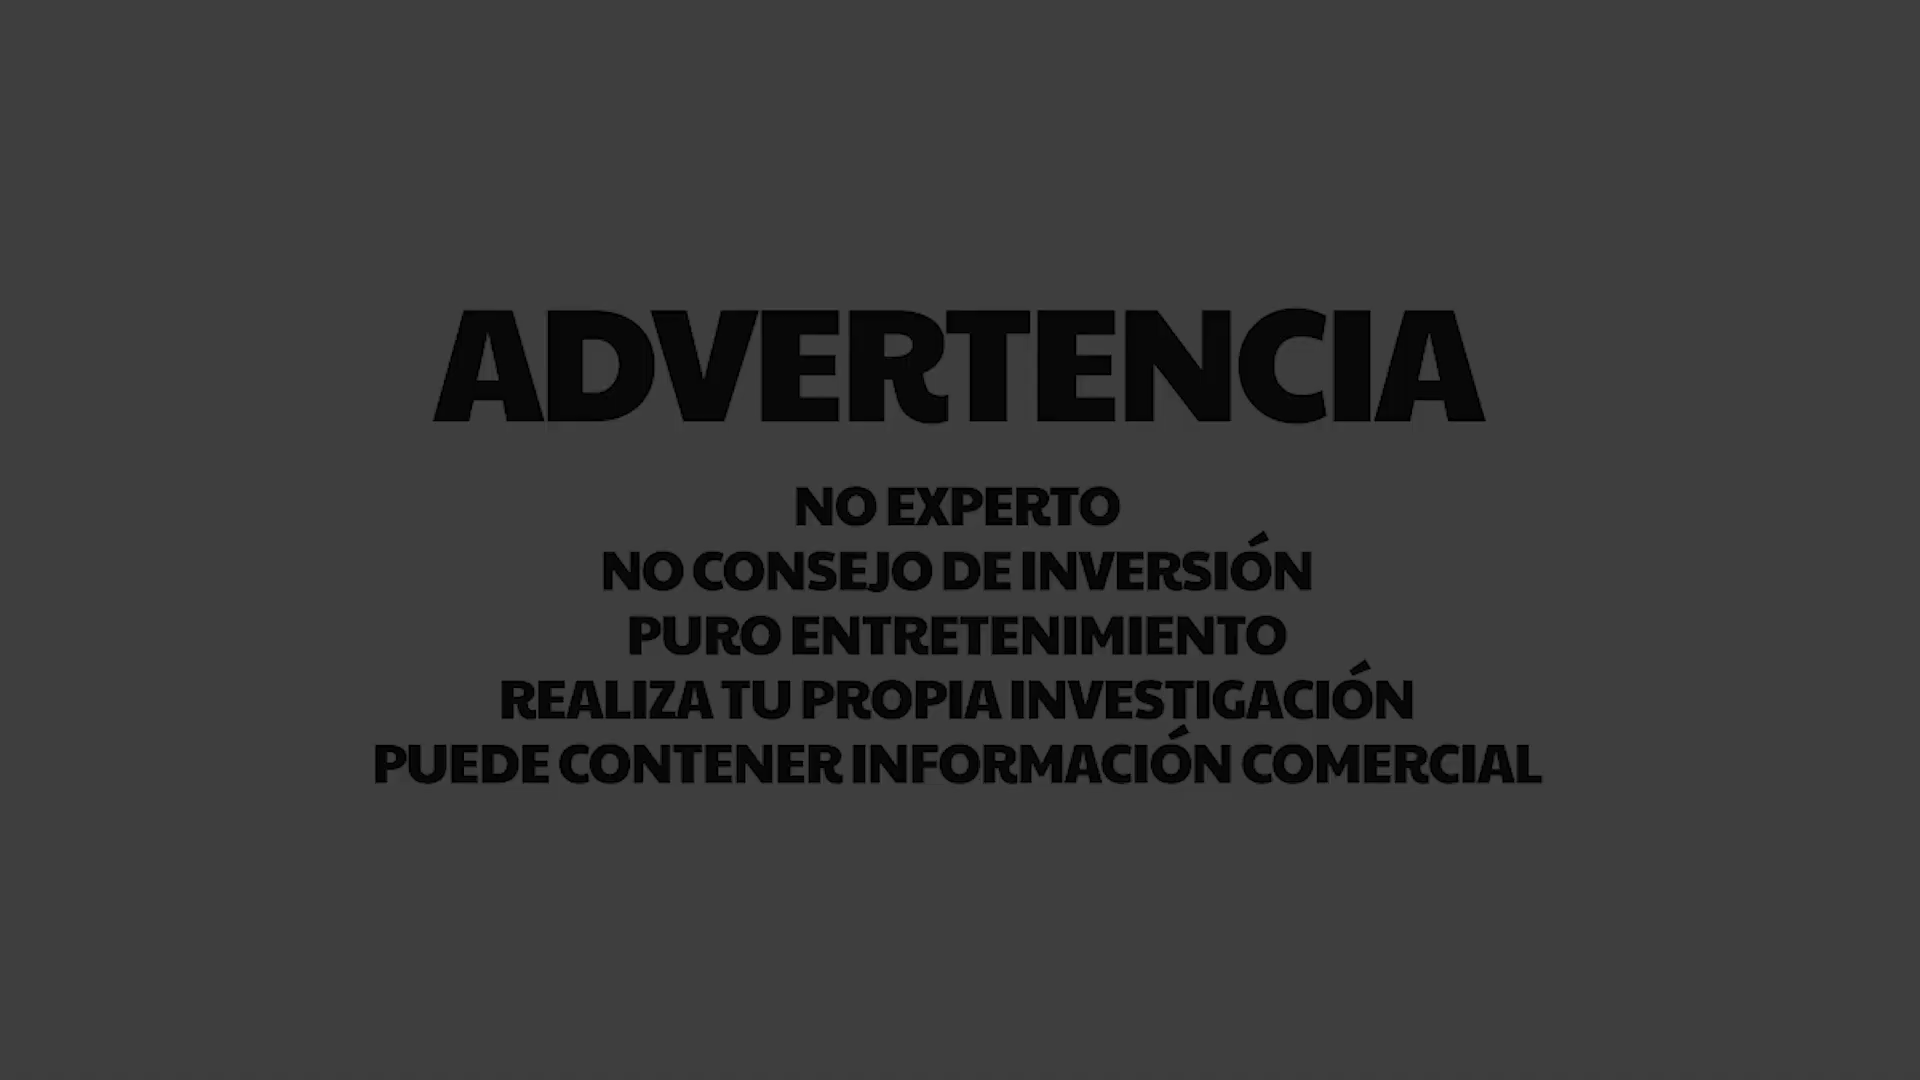 ADVERTENCIA
NO EXPERTO
NO CONSEJO DE INVERSIÓN
PURO ENTRETENIMIENTO
REALIZA TU PROPIA INVESTIGACIÓN
PUEDE CONTENER INFORMACIÓN COMERCIAL